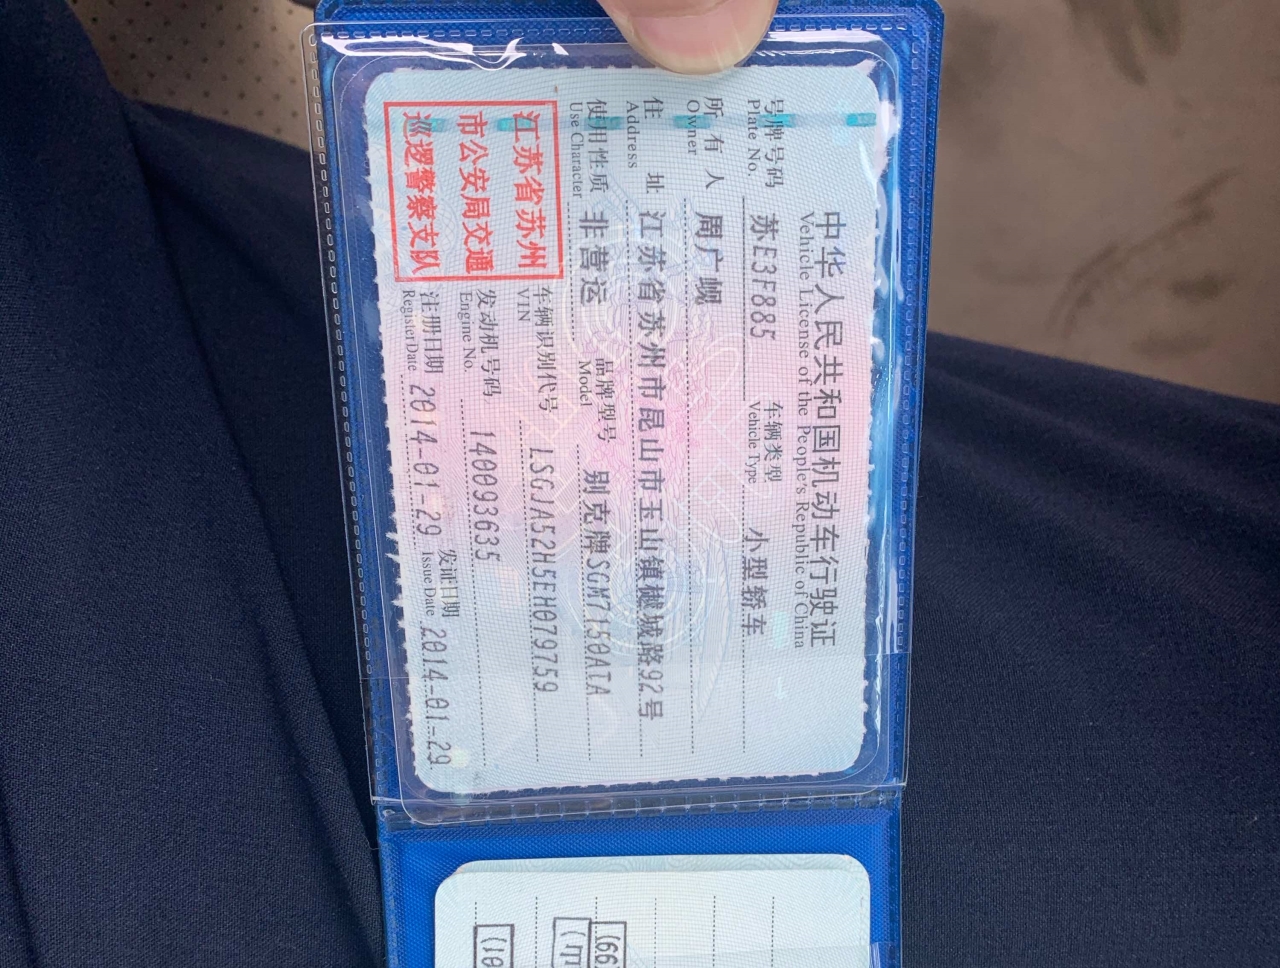 中华人民共和国机动车行驶证
Vehicle License of the People's Republic of China
号牌号码 苏E3F885 车辆类型 小型轿车
Plate No. Vehicle Type
所有人 周广岘
Owner
住址 江苏省苏州市昆山市玉山镇樾城路92号
Address
使用性质 非营运 品牌型号 别克牌SGM7150ATA
Use Character Model
江苏省苏州
市公安局交通
巡逻警察支队
车辆识别代号 LSGJA52H5EH079759
VIN
发动机号码 140093635
Engine No.
注册日期 2014-01-29 发证日期 2014-01-29
Register Date Issue Date